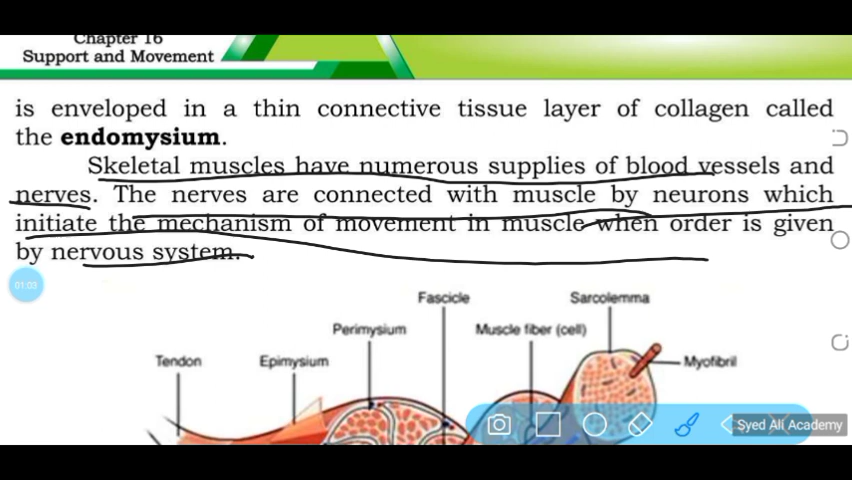 Chapter 16
Support and Movement
is enveloped in a thin connective tissue layer of collagen called
the endomysium.
Skeletal muscles have numerous supplies of blood vessels and
nerves. The nerves are connected with muscle by neurons which
initiate the mechanism of movement in muscle when order is given
by nervous system.
01:03
Fascicle
Sarcolemma
Perimysium
Muscle fiber (cell)
Tendon
Epimysium
Myofibril
Syed Ali Academy